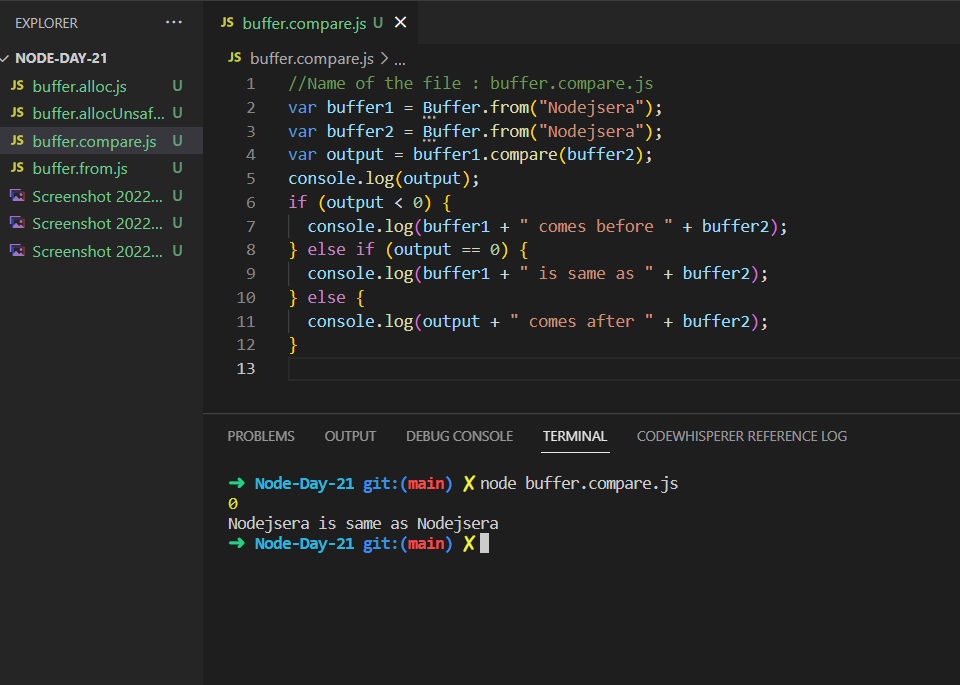 EXPLORER ...
NODE-DAY-21
JS buffer.alloc.js U
JS buffer.allocUnsaf... U
JS buffer.compare.js U
JS buffer.from.js U
Screenshot 2022... U
Screenshot 2022... U
Screenshot 2022... U
JS buffer.compare.js U ✕
JS buffer.compare.js > ...
1 //Name of the file : buffer.compare.js
2 var buffer1 = Buffer.from("Nodejsera");
3 var buffer2 = Buffer.from("Nodejsera");
4 var output = buffer1.compare(buffer2);
5 console.log(output);
6 if (output < 0) {
7   console.log(buffer1 + " comes before " + buffer2);
8 } else if (output == 0) {
9   console.log(buffer1 + " is same as " + buffer2);
10 } else {
11   console.log(output + " comes after " + buffer2);
12 }
13
PROBLEMS OUTPUT DEBUG CONSOLE TERMINAL CODEWHISPERER REFERENCE LOG
➜ Node-Day-21 git:(main) ✗ node buffer.compare.js
0
Nodejsera is same as Nodejsera
➜ Node-Day-21 git:(main) ✗